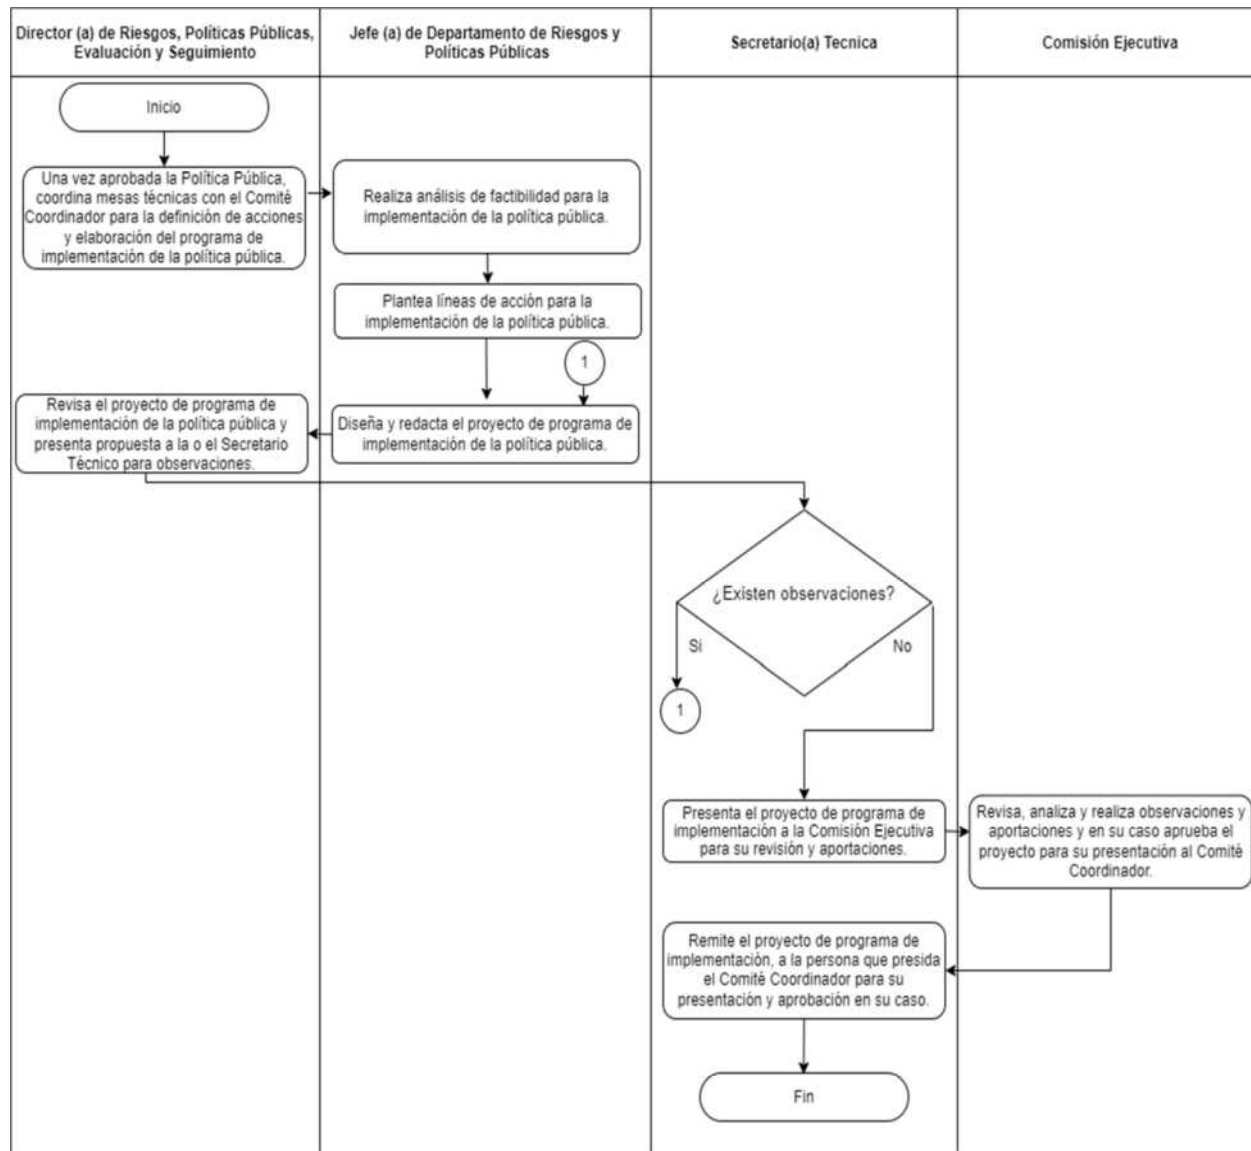 Director (a) de Riesgos, Políticas Públicas,
Evaluación y Seguimiento
Jefe (a) de Departamento de Riesgos y
Políticas Públicas
Secretario(a) Tecnica
Comisión Ejecutiva
Inicio
Una vez aprobada la Política Pública,
coordina mesas técnicas con el Comité
Coordinador para la definición de acciones
y elaboración del programa de
implementación de la política pública.
Realiza análisis de factibilidad para la
implementación de la política pública.
Plantea líneas de acción para la
implementación de la política pública.
1
Diseña y redacta el proyecto de programa de
implementación de la política pública.
Revisa el proyecto de programa de
implementación de la política pública y
presenta propuesta a la o el Secretario
Técnico para observaciones.
¿Existen observaciones?
Si
No
1
Presenta el proyecto de programa de
implementación a la Comisión Ejecutiva
para su revisión y aportaciones.
Revisa, analiza y realiza observaciones y
aportaciones y en su caso aprueba el
proyecto para su presentación al Comité
Coordinador.
Remite el proyecto de programa de
implementación, a la persona que presida
el Comité Coordinador para su
presentación y aprobación en su caso.
Fin